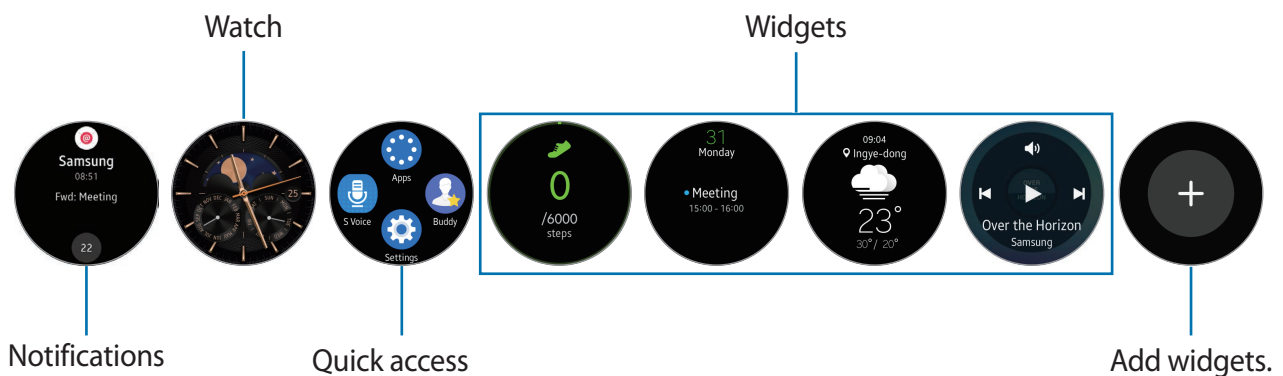 Watch
Widgets
@
Samsung
08:51
Fwd: Meeting
22
25
Apps
S Voice
Buddy
Settings
0
/6000
steps
31
Monday
Meeting
15:00 - 16:00
09:04
Ingye-dong
23°
30°/ 20°
OVER
Over the Horizon
Samsung
+
Notifications
Quick access
Add widgets.